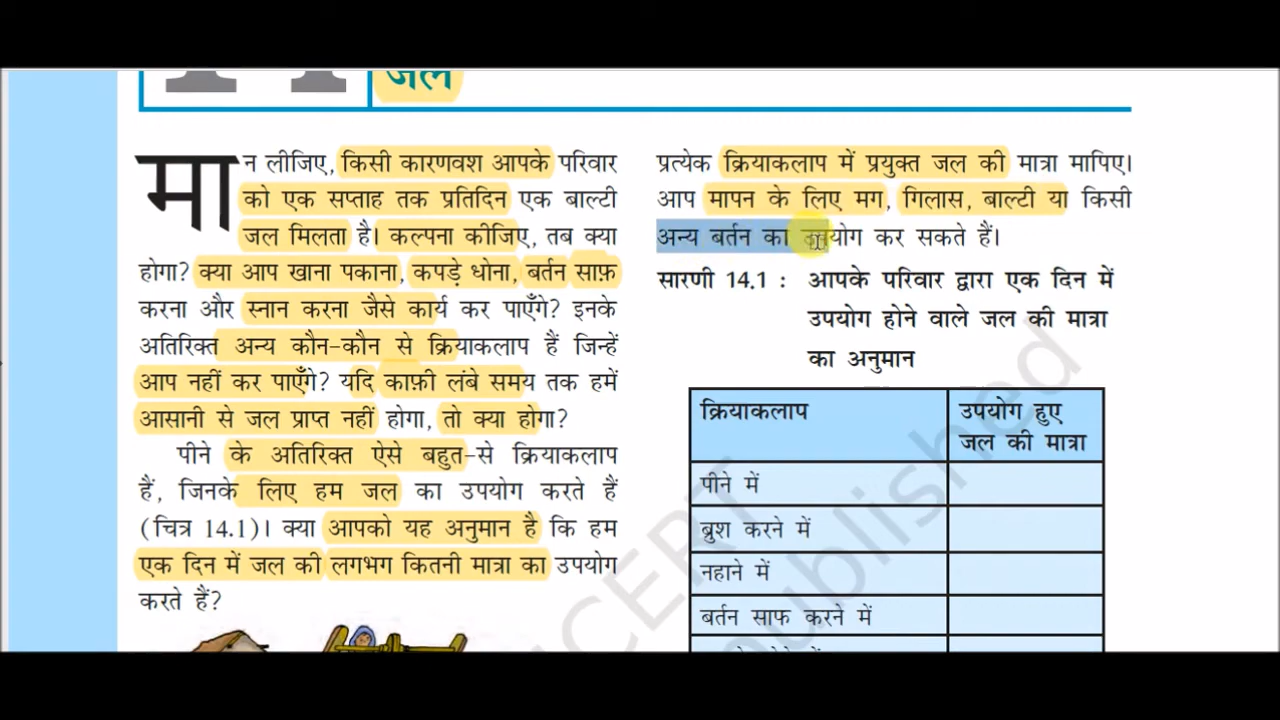 जल
मान लीजिए, किसी कारणवश आपके परिवार
को एक सप्ताह तक प्रतिदिन एक बाल्टी
जल मिलता है। कल्पना कीजिए, तब क्या
होगा? क्या आप खाना पकाना, कपड़े धोना, बर्तन साफ़
करना और स्नान करना जैसे कार्य कर पाएँगे? इनके
अतिरिक्त अन्य कौन-कौन से क्रियाकलाप हैं जिन्हें
आप नहीं कर पाएँगे? यदि काफ़ी लंबे समय तक हमें
आसानी से जल प्राप्त नहीं होगा, तो क्या होगा?
पीने के अतिरिक्त ऐसे बहुत-से क्रियाकलाप
हैं, जिनके लिए हम जल का उपयोग करते हैं
(चित्र 14.1)। क्या आपको यह अनुमान है कि हम
एक दिन में जल की लगभग कितनी मात्रा का उपयोग
करते हैं?
प्रत्येक क्रियाकलाप में प्रयुक्त जल की मात्रा मापिए।
आप मापन के लिए मग, गिलास, बाल्टी या किसी
अन्य बर्तन का उपयोग कर सकते हैं।
सारणी 14.1 : आपके परिवार द्वारा एक दिन में
उपयोग होने वाले जल की मात्रा
का अनुमान
क्रियाकलाप
उपयोग हुए
जल की मात्रा
पीने में
ब्रुश करने में
नहाने में
बर्तन साफ करने में